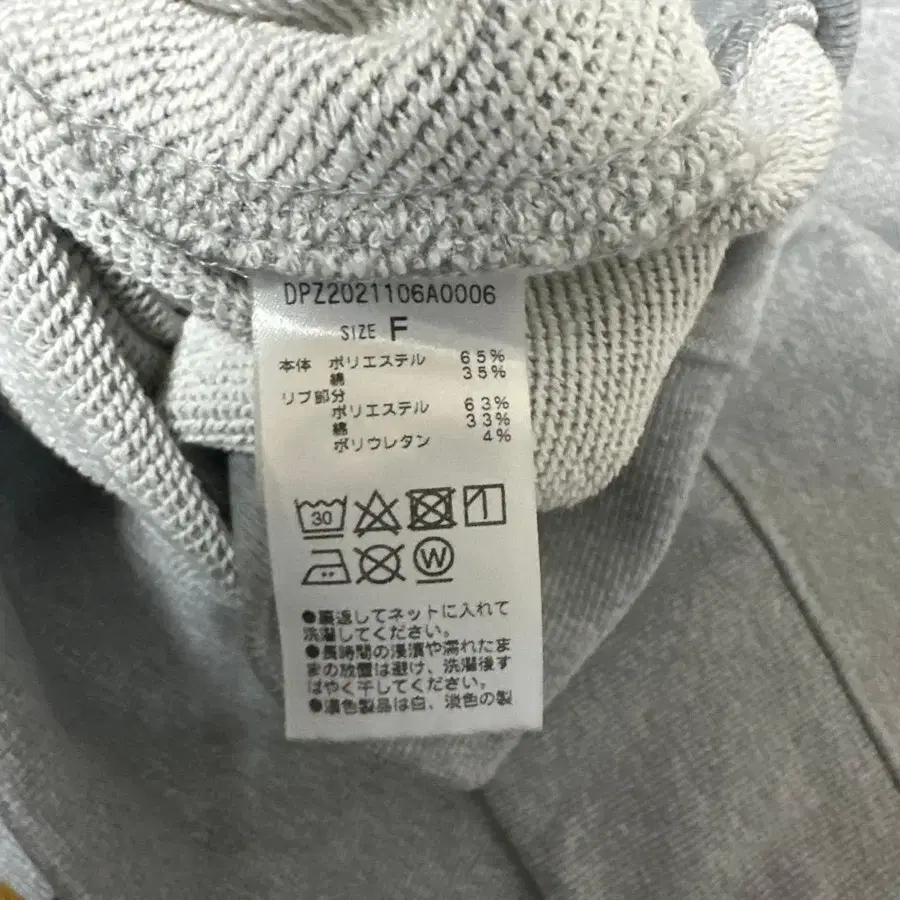 DPZ2021106A0006
SIZE F
本体 ポリエステル 65%
綿 35%
リブ部分
ポリエステル 63%
綿 33%
ポリウレタン 4%
30
W
●裏返してネットに入れて
洗濯してください。
●長時間の浸漬や濡れたま
まの放置は避け、洗濯後す
ばやく干してください。
●濃色製品は白、淡色の製